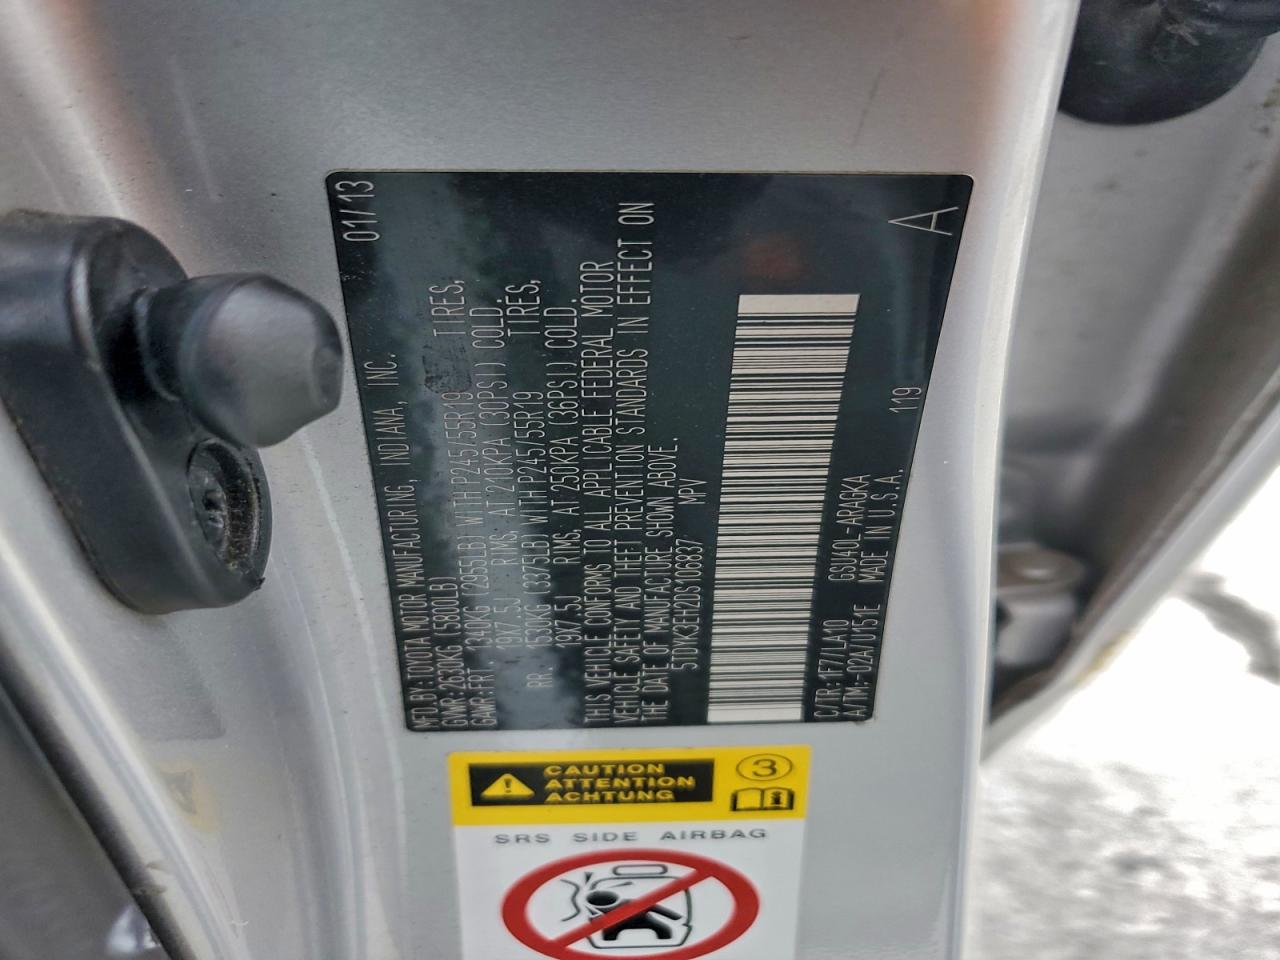 MFD.BY:TOYOTA MOTOR MANUFACTURING, INDIANA, INC. 01/13
GVWR:2630KG (5800LB)
GAWR:FRT. 1340KG (2955LB) WITH P245/55R19 TIRES,
19X7.5J RIMS, AT 210KPA (30PSI) COLD.
RR. 1530KG 3375LB) WITH P245/55R19 TIRES,
19X7.5J RIMS, AT 250KPA (36PSI) COLD.
THIS VEHICLE CONFORMS TO ALL APPLICABLE FEDERAL MOTOR
VEHICLE SAFETY AND THEFT PREVENTION STANDARDS IN EFFECT ON
THE DATE OF MANUFACTURE SHOWN ABOVE.
5TDYK3EH2DS106837 MPV
C/TR: 1F7/LA10 GSU40L-ARAGKA
A/TM:-02A/U151E MADE IN U.S.A. 119
A
CAUTION
ATTENTION
ACHTUNG
3
i
SRS SIDE AIRBAG